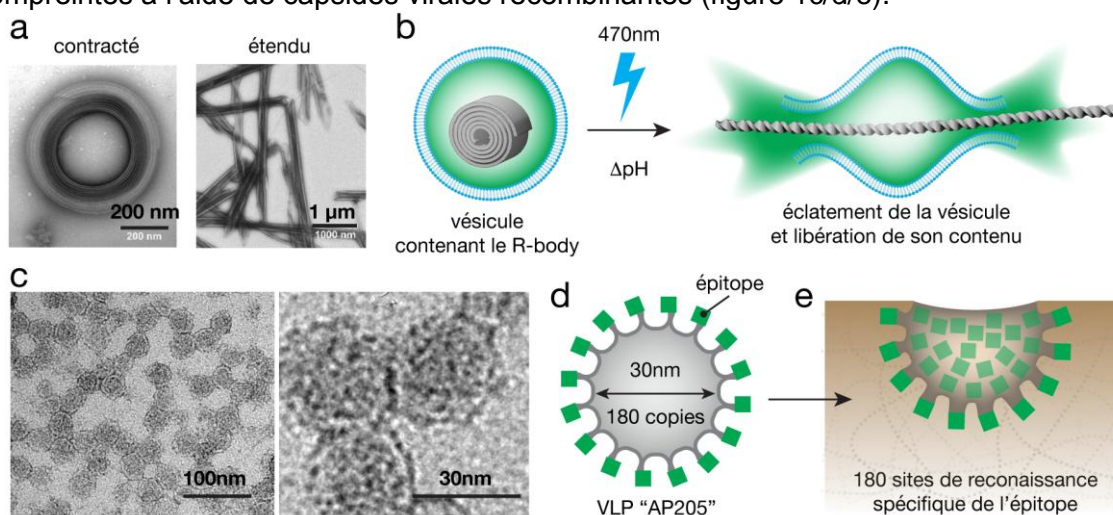 empreintes à l'aide de capsides virales recombinantes (figure 1c/d/e).
a
contracté
étendu
200 nm
200 nm
1 µm
1000 nm
b
470nm
ΔpH
vésicule
contenant le R-body
éclatement de la vésicule
et libération de son contenu
c
100nm
30nm
d
épitope
30nm
180 copies
VLP “AP205”
e
180 sites de reconaissance
spécifique de l'épitope